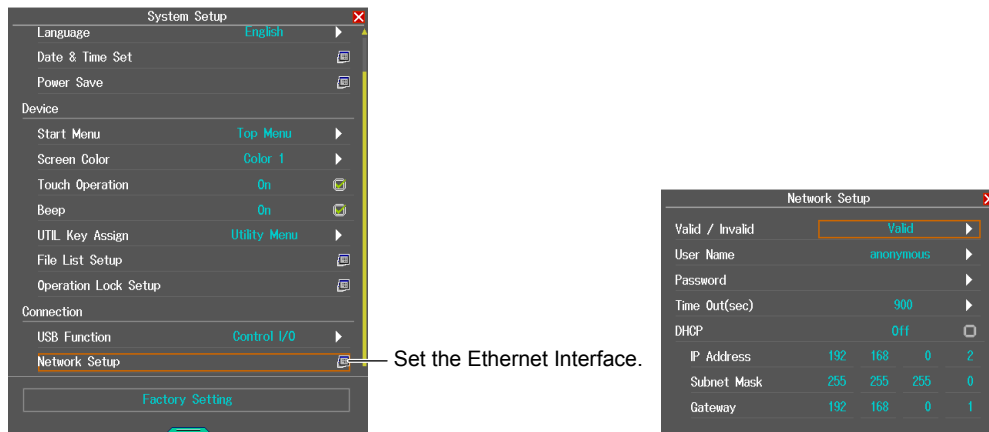 System Setup
Language English
Date & Time Set
Power Save
Device
Start Menu Top Menu
Screen Color Color 1
Touch Operation On
Beep On
UTIL Key Assign Utility Menu
File List Setup
Operation Lock Setup
Connection
USB Function Control I/O
Network Setup
Factory Setting
Set the Ethernet Interface.
Network Setup
Valid / Invalid Valid
User Name anonymous
Password
Time Out(sec) 900
DHCP Off
IP Address 192 168 0 2
Subnet Mask 255 255 255 0
Gateway 192 168 0 1